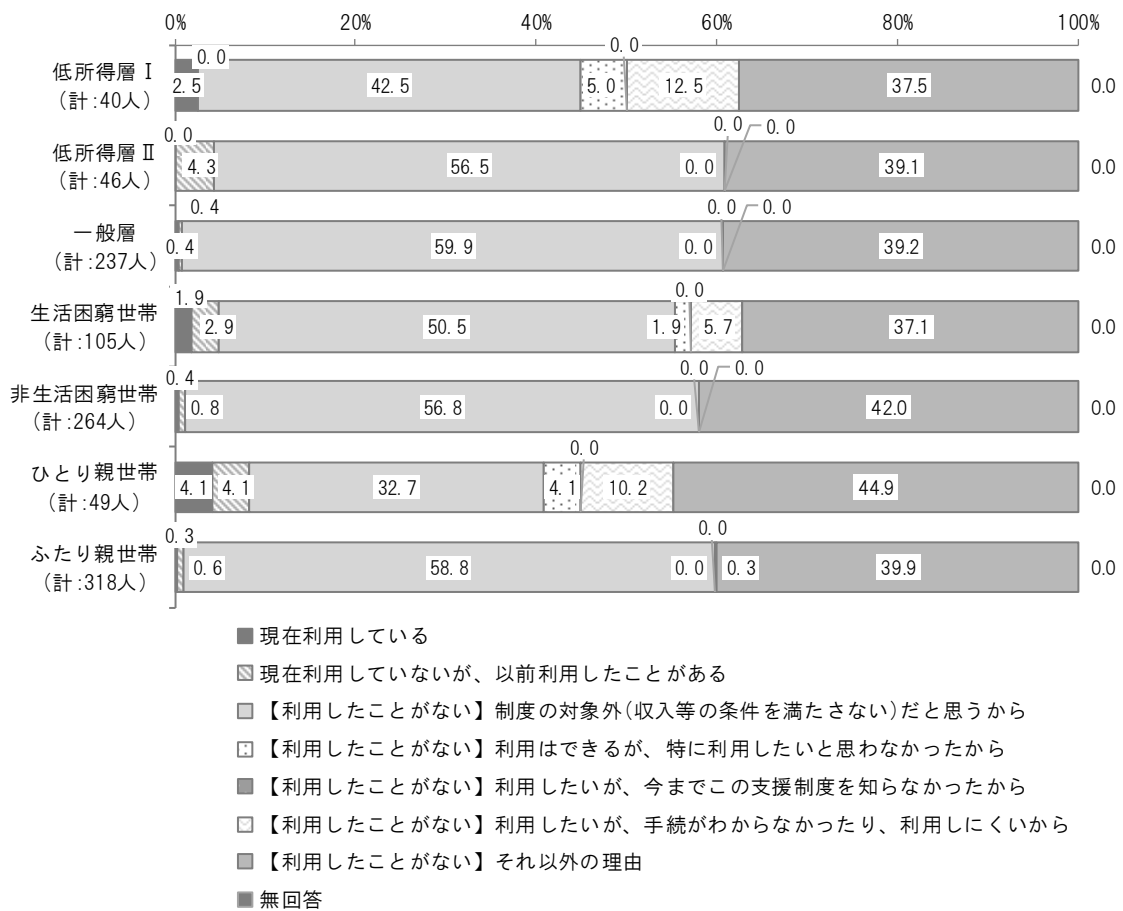 0% 20% 40% 60% 80% 100%
低所得層Ⅰ
(計:40人)
2.5 0.0 42.5 5.0 0.0 12.5 37.5 0.0
低所得層Ⅱ
(計:46人)
0.0 4.3 56.5 0.0 0.0 0.0 39.1 0.0
一般層
(計:237人)
0.4 0.4 59.9 0.0 0.0 0.0 39.2 0.0
生活困窮世帯
(計:105人)
1.9 2.9 50.5 1.9 0.0 5.7 37.1 0.0
非生活困窮世帯
(計:264人)
0.4 0.8 56.8 0.0 0.0 0.0 42.0 0.0
ひとり親世帯
(計:49人)
4.1 4.1 32.7 4.1 0.0 10.2 44.9 0.0
ふたり親世帯
(計:318人)
0.3 0.6 58.8 0.0 0.0 0.3 39.9 0.0
現在利用している
現在利用していないが、以前利用したことがある
【利用したことがない】制度の対象外(収入等の条件を満たさない)だと思うから
【利用したことがない】利用はできるが、特に利用したいと思わなかったから
【利用したことがない】利用したいが、今までこの支援制度を知らなかったから
【利用したことがない】利用したいが、手続がわからなかったり、利用しにくいから
【利用したことがない】それ以外の理由
無回答